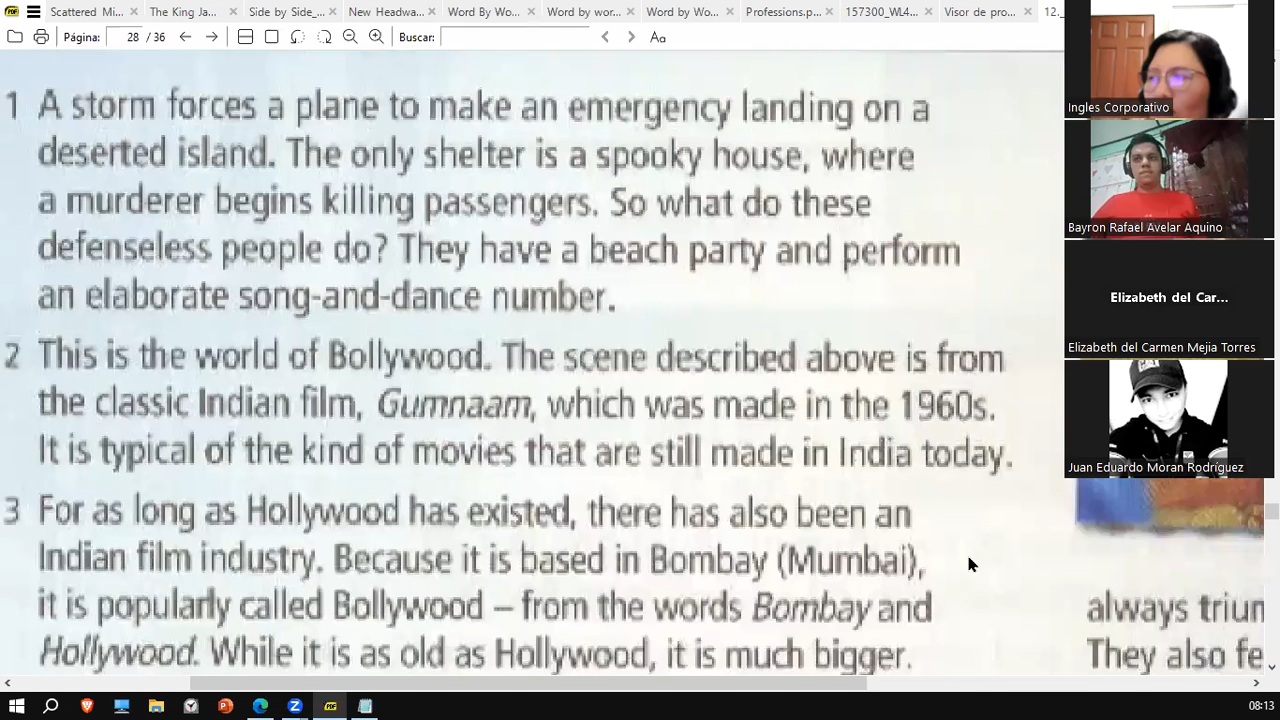 Scattered Mi...
The King Ja...
Side by Side_...
New Headwa...
Word By Wo...
Word by wor...
Word by Wo...
Professions.p...
157300_WL4...
Visor de pro...
12._
Página:
28 / 36
Buscar:
Aa
1 A storm forces a plane to make an emergency landing on a
deserted island. The only shelter is a spooky house, where
a murderer begins killing passengers. So what do these
defenseless people do? They have a beach party and perform
an elaborate song-and-dance number.
2 This is the world of Bollywood. The scene described above is from
the classic Indian film, Gumnaam, which was made in the 1960s.
It is typical of the kind of movies that are still made in India today.
3 For as long as Hollywood has existed, there has also been an
Indian film industry. Because it is based in Bombay (Mumbai),
it is popularly called Bollywood – from the words Bombay and
Hollywood. While it is as old as Hollywood, it is much bigger.
always trium
They also fe
Ingles Corporativo
Bayron Rafael Avelar Aquino
Elizabeth del Car...
Elizabeth del Carmen Mejia Torres
Juan Eduardo Moran Rodríguez
08:13